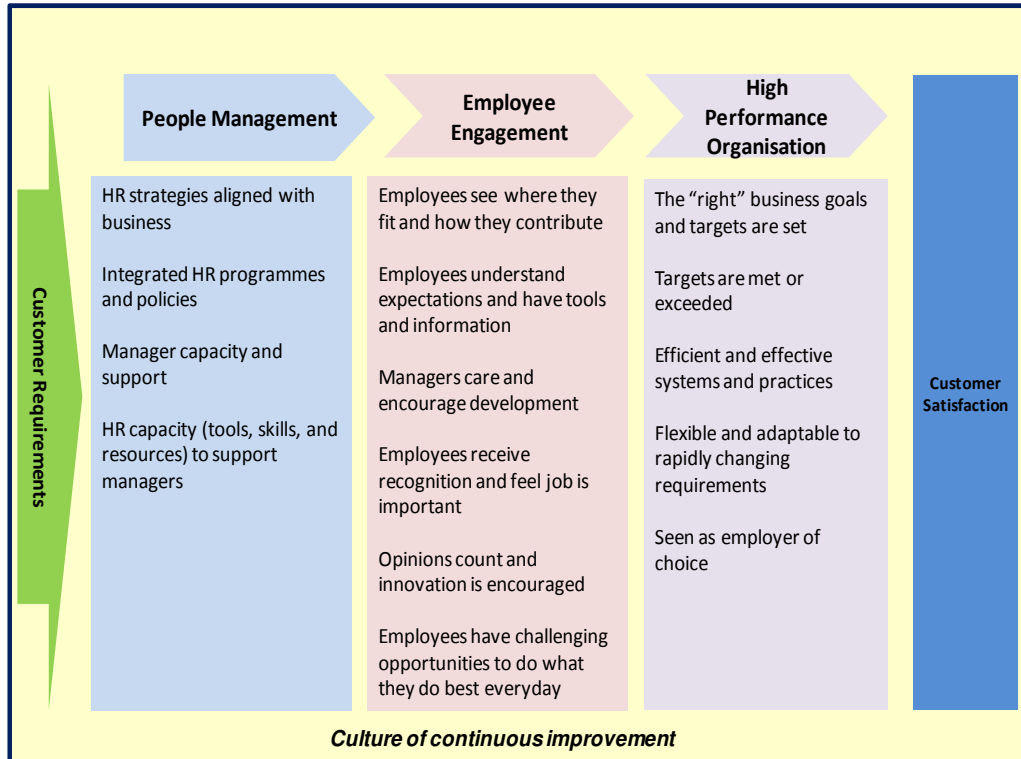 Customer Requirements
People Management
HR strategies aligned with
business
Integrated HR programmes
and policies
Manager capacity and
support
HR capacity (tools, skills, and
resources) to support
managers
Employee
Engagement
Employees see where they
fit and how they contribute
Employees understand
expectations and have tools
and information
Managers care and
encourage development
Employees receive
recognition and feel job is
important
Opinions count and
innovation is encouraged
Employees have challenging
opportunities to do what
they do best everyday
High
Performance
Organisation
The “right” business goals
and targets are set
Targets are met or
exceeded
Efficient and effective
systems and practices
Flexible and adaptable to
rapidly changing
requirements
Seen as employer of
choice
Customer
Satisfaction
Culture of continuous improvement